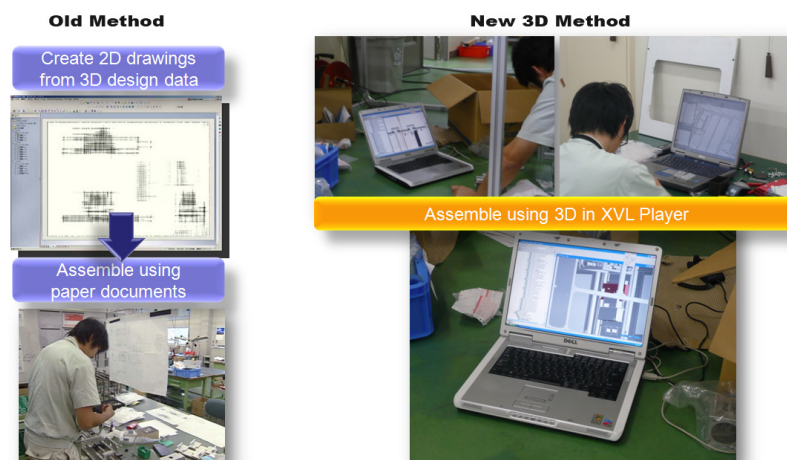 Old Method
New 3D Method
Create 2D drawings
from 3D design data
Assemble using 3D in XVL Player
Assemble using
paper documents
DELL